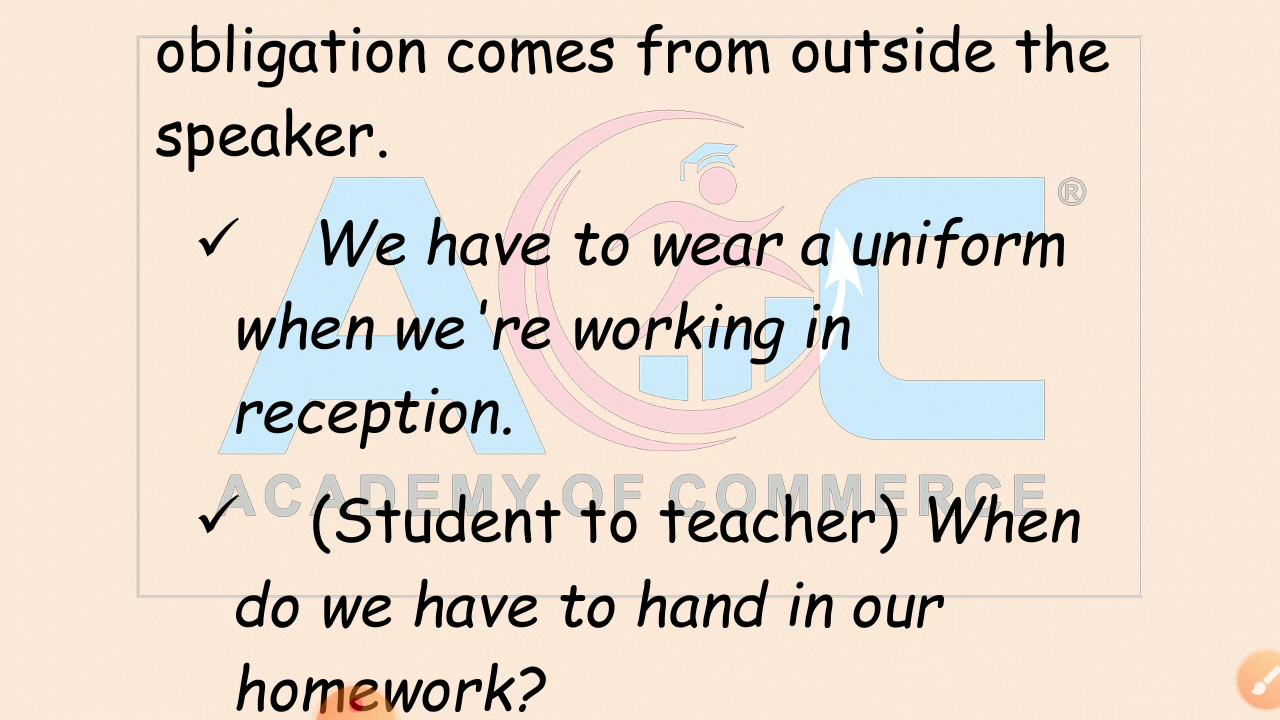 obligation comes from outside the
speaker.
✓ We have to wear a uniform
when we're working in
reception.
ACADEMY OF COMMERCE
✓ (Student to teacher) When
do we have to hand in our
homework?
AOC ®